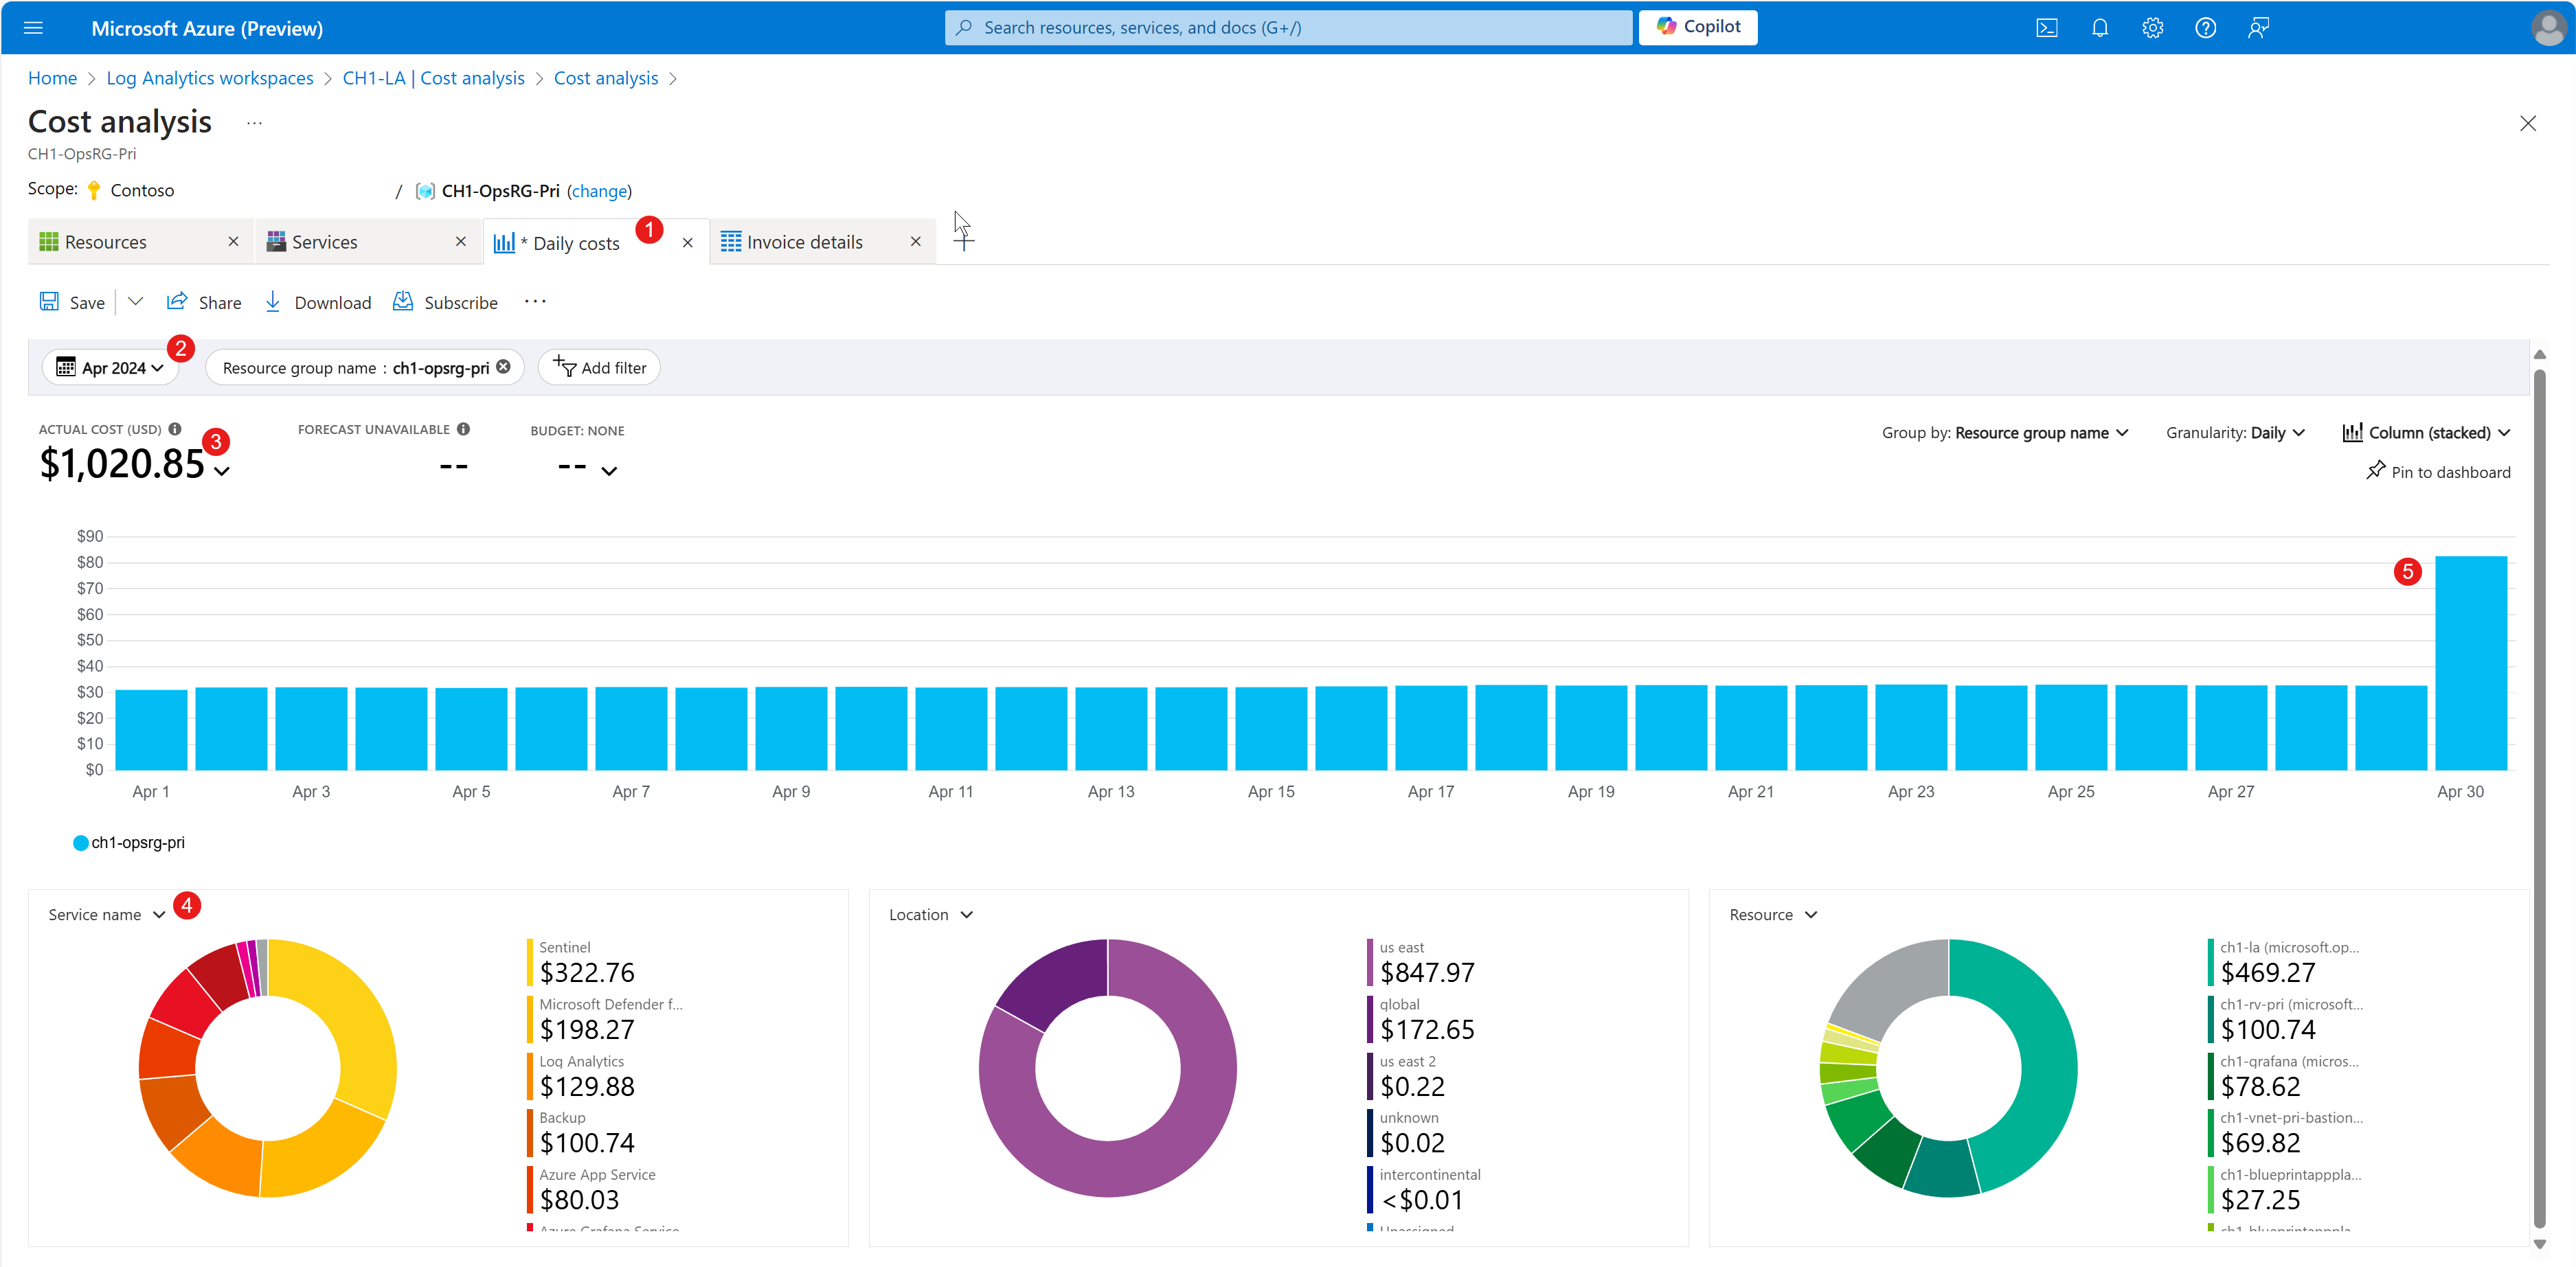 Microsoft Azure (Preview)
Search resources, services, and docs (G+/)
Copilot
Home > Log Analytics workspaces > CH1-LA | Cost analysis > Cost analysis >
Cost analysis ...
CH1-OpsRG-Pri
Scope: Contoso / CH1-OpsRG-Pri (change)
Resources
Services
* Daily costs
1
Invoice details
Save
Share
Download
Subscribe
...
Apr 2024
2
Resource group name : ch1-opsrg-pri
Add filter
ACTUAL COST (USD)
$1,020.85
3
FORECAST UNAVAILABLE
--
BUDGET: NONE
--
Group by: Resource group name
Granularity: Daily
Column (stacked)
Pin to dashboard
$90
$80
$70
$60
$50
$40
$30
$20
$10
$0
5
Apr 1 Apr 3 Apr 5 Apr 7 Apr 9 Apr 11 Apr 13 Apr 15 Apr 17 Apr 19 Apr 21 Apr 23 Apr 25 Apr 27 Apr 30
ch1-opsrg-pri
Service name
4
Sentinel
$322.76
Microsoft Defender f...
$198.27
Log Analytics
$129.88
Backup
$100.74
Azure App Service
$80.03
Azure Grafana Service
Location
us east
$847.97
global
$172.65
us east 2
$0.22
unknown
$0.02
intercontinental
<$0.01
Unassigned
Resource
ch1-la (microsoft.op...
$469.27
ch1-rv-pri (microsoft...
$100.74
ch1-grafana (micros...
$78.62
ch1-vnet-pri-bastion...
$69.82
ch1-blueprintapppla...
$27.25
ch1-blueprintapppla...